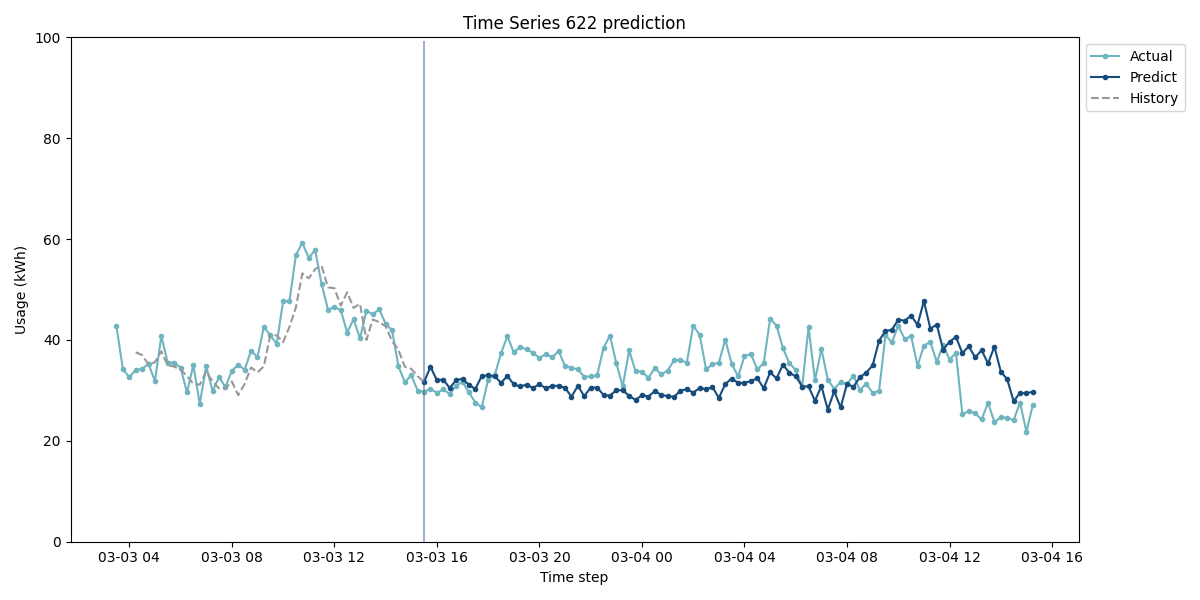 Time Series 622 prediction
Usage (kWh)
100
80
60
40
20
0
03-03 04
03-03 08
03-03 12
03-03 16
03-03 20
03-04 00
03-04 04
03-04 08
03-04 12
03-04 16
Time step
Actual
Predict
History